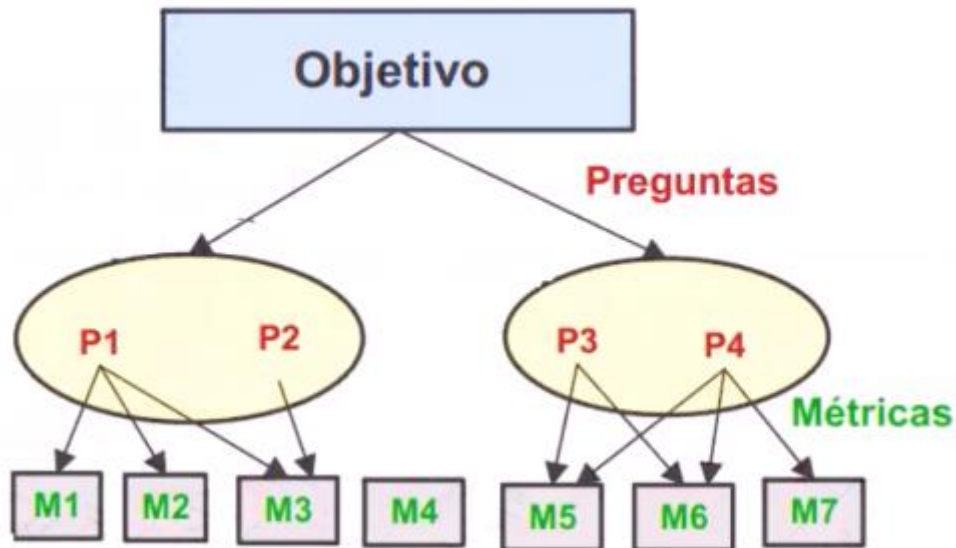 Objetivo
Preguntas
P1 P2 P3 P4
Métricas
M1 M2 M3 M4 M5 M6 M7